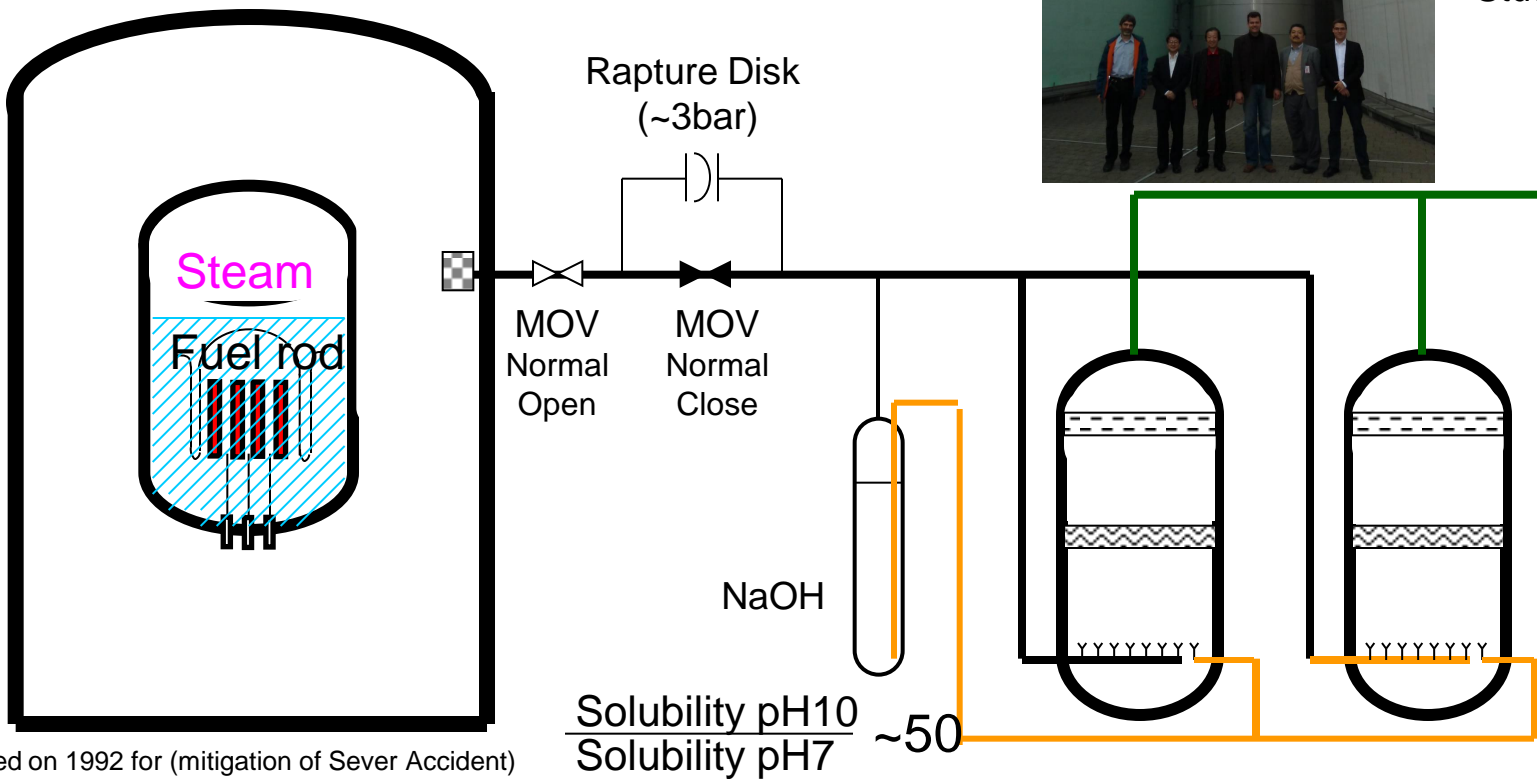 Rapture Disk
(~3bar)
Steam
Fuel rod
MOV
Normal
Open
MOV
Normal
Close
NaOH
Solubility pH10
Solubility pH7
~50
ed on 1992 for (mitigation of Sever Accident)